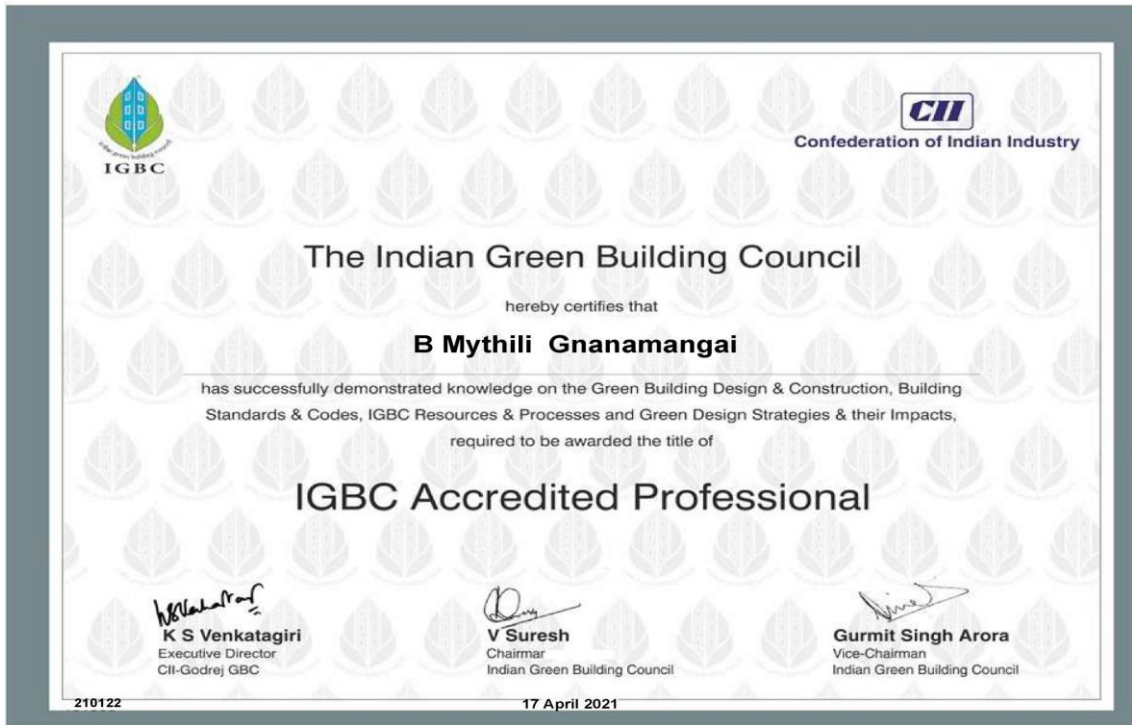 IGBC
CII
Confederation of Indian Industry
The Indian Green Building Council
hereby certifies that
B Mythili Gnanamangai
has successfully demonstrated knowledge on the Green Building Design & Construction, Building
Standards & Codes, IGBC Resources & Processes and Green Design Strategies & their Impacts,
required to be awarded the title of
IGBC Accredited Professional
K S Venkatagiri
Executive Director
CII-Godrej GBC
V Suresh
Chairman
Indian Green Building Council
Gurmit Singh Arora
Vice-Chairman
Indian Green Building Council
210122
17 April 2021